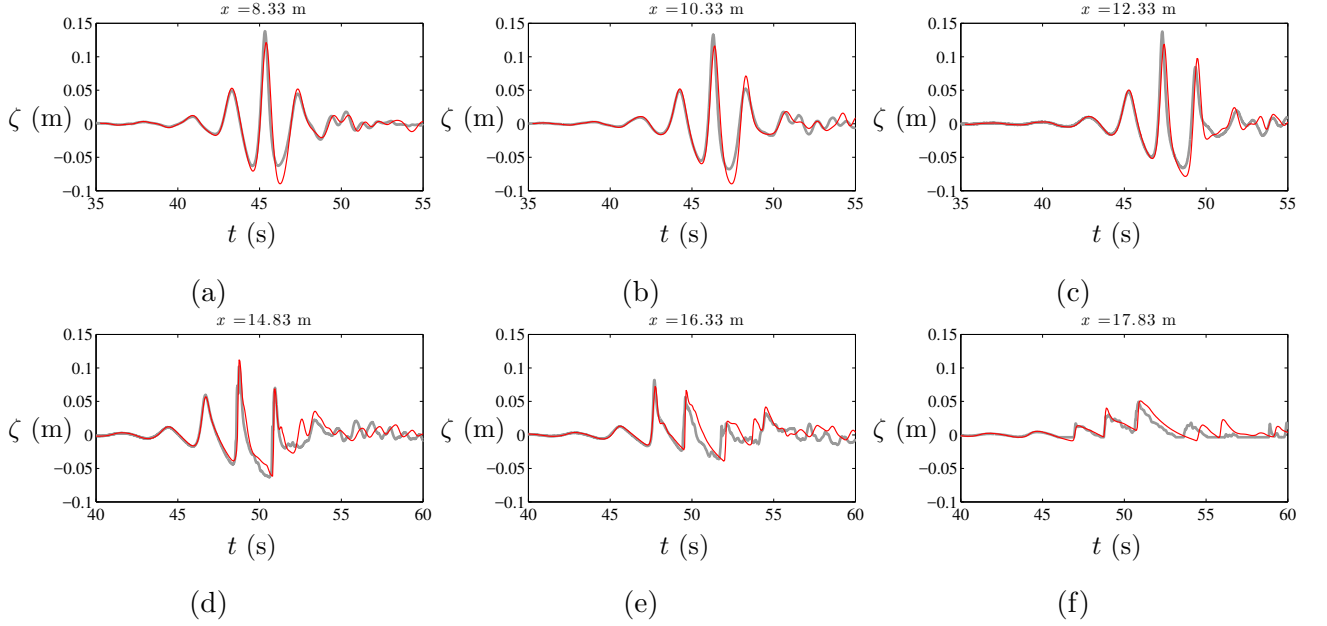 x =8.33 m
0.15
0.1
0.05
0
−0.05
−0.1
ζ (m)
35 40 45 50 55
t (s)
(a)
x =10.33 m
0.15
0.1
0.05
0
−0.05
−0.1
ζ (m)
35 40 45 50 55
t (s)
(b)
x =12.33 m
0.15
0.1
0.05
0
−0.05
−0.1
ζ (m)
35 40 45 50 55
t (s)
(c)
x =14.83 m
0.15
0.1
0.05
0
−0.05
−0.1
ζ (m)
40 45 50 55 60
t (s)
(d)
x =16.33 m
0.15
0.1
0.05
0
−0.05
−0.1
ζ (m)
40 45 50 55 60
t (s)
(e)
x =17.83 m
0.15
0.1
0.05
0
−0.05
−0.1
ζ (m)
40 45 50 55 60
t (s)
(f)